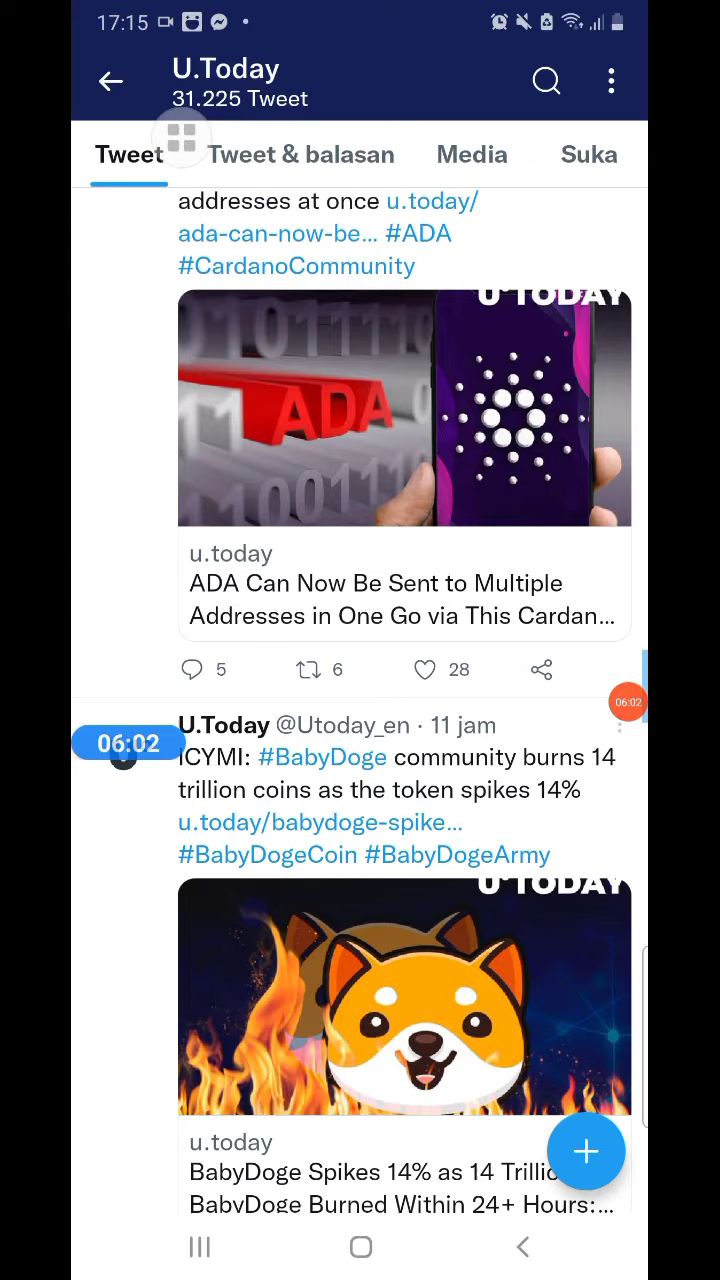 17:15
U.Today
31.225 Tweet
Tweet Tweet & balasan Media Suka
addresses at once u.today/
ada-can-now-be... #ADA
#CardanoCommunity
U TODAY
ADA
u.today
ADA Can Now Be Sent to Multiple
Addresses in One Go via This Cardan...
5 6 28
06:02
06:02
U.Today @Utoday_en · 11 jam
ICYMI: #BabyDoge community burns 14
trillion coins as the token spikes 14%
u.today/babydoge-spike...
#BabyDogeCoin #BabyDogeArmy
U TODAY
u.today
BabyDoge Spikes 14% as 14 Trillio
BabyDoge Burned Within 24+ Hours:...